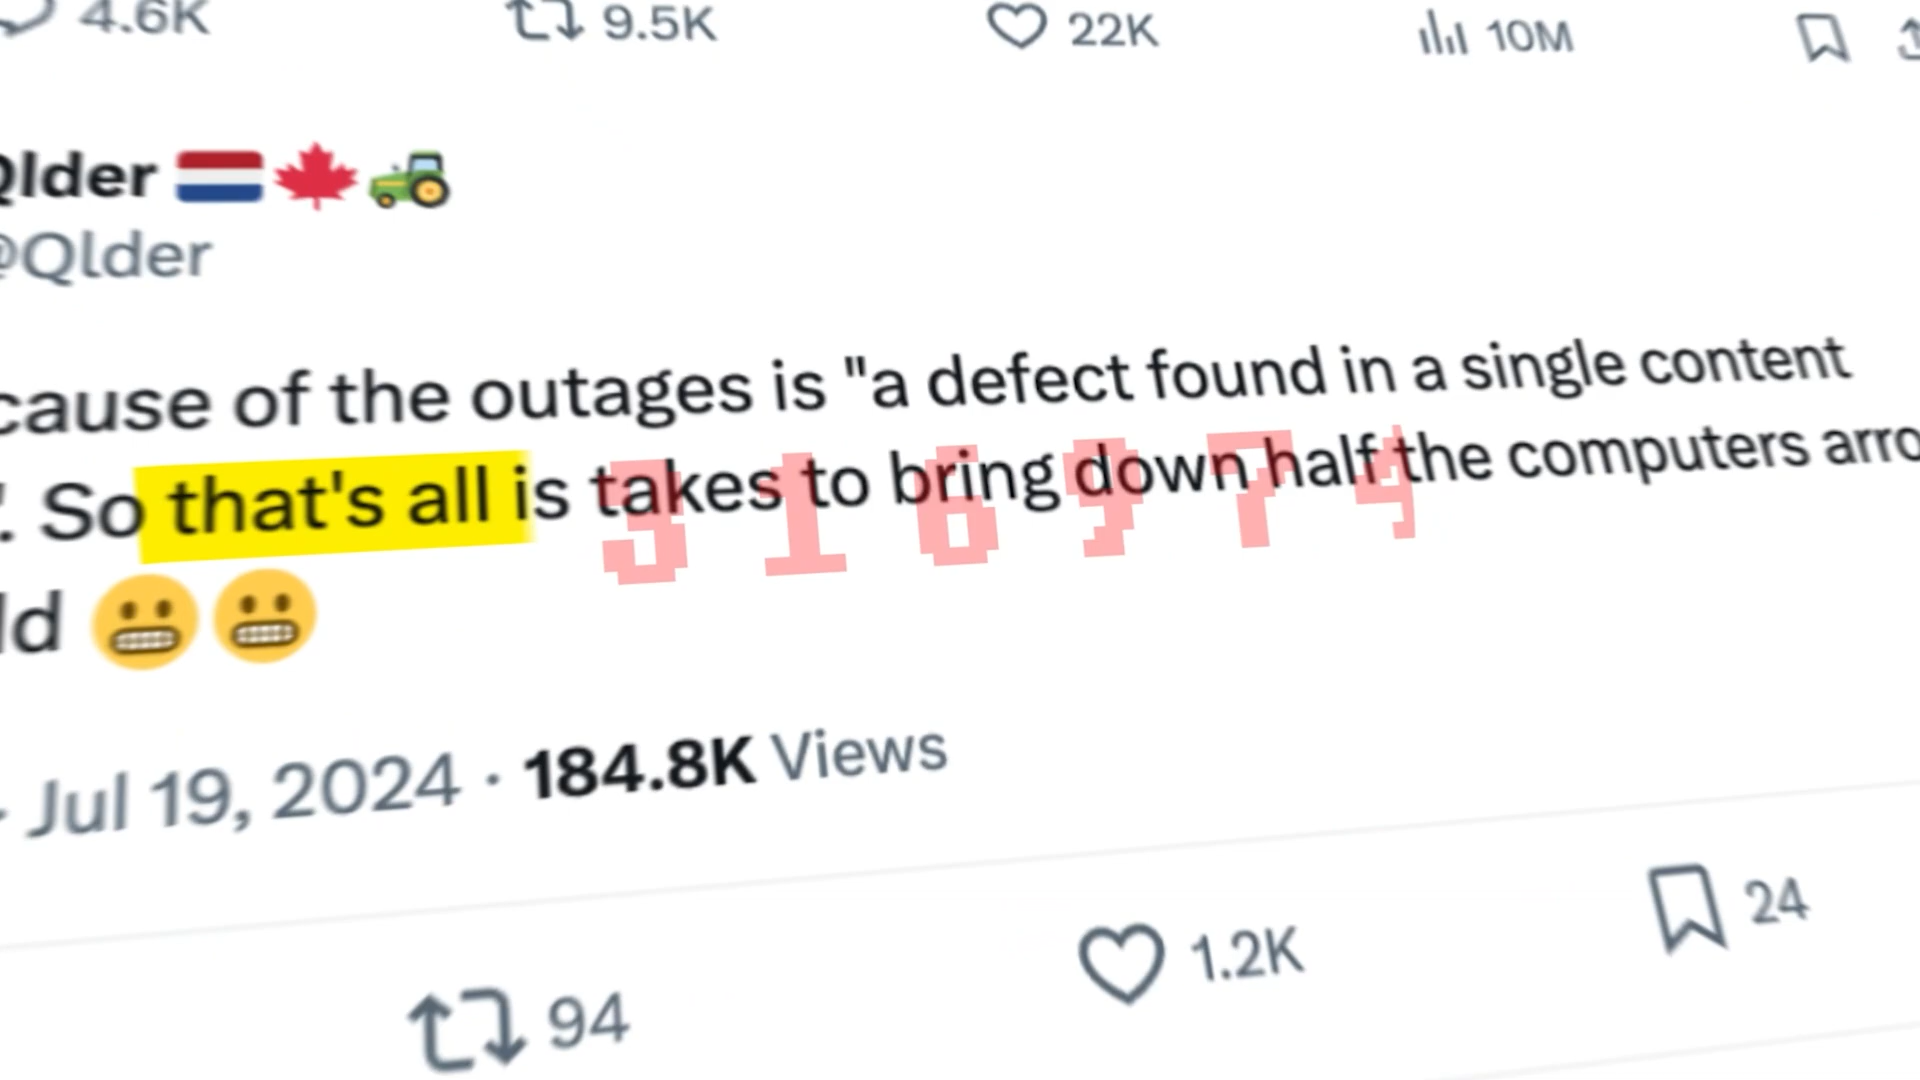 4.6K 9.5K 22K 10M
Qlder 🇳🇱🍁🚜
@Qlder
cause of the outages is "a defect found in a single content
. So that's all is takes to bring down half the computers arro
316974
ld 😬😬
· Jul 19, 2024 · 184.8K Views
94 1.2K 24